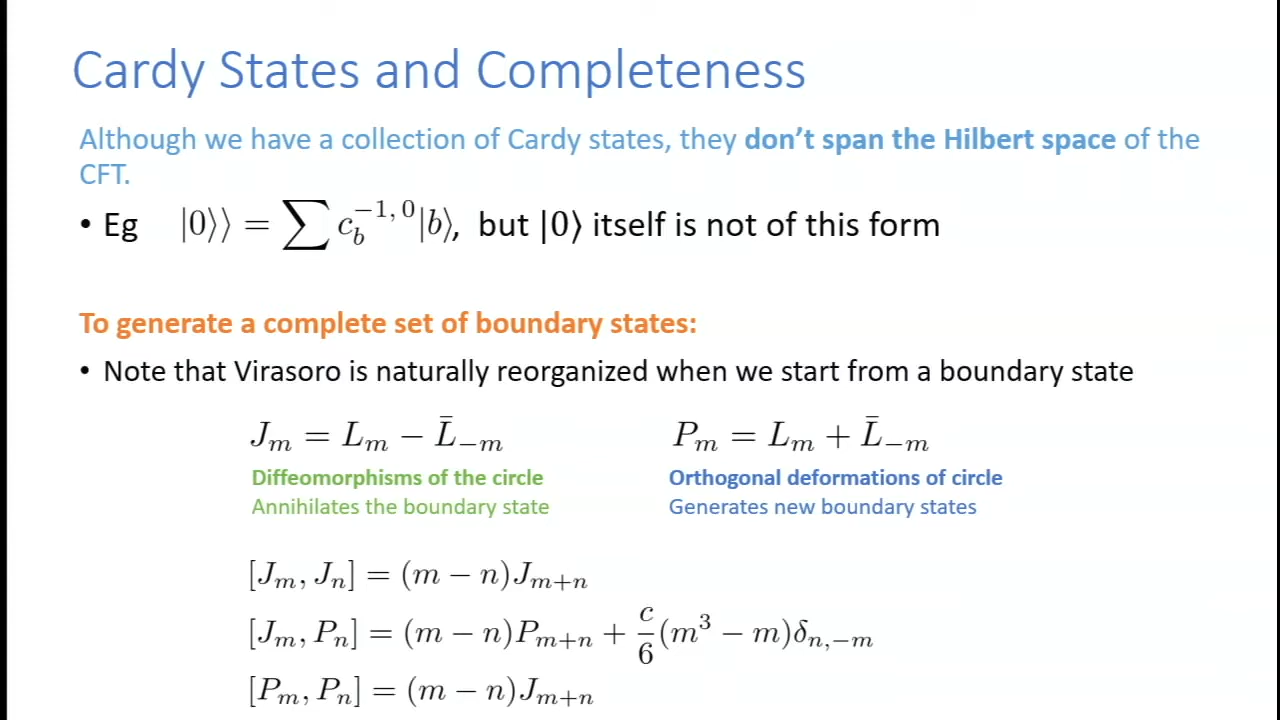 Cardy States and Completeness
Although we have a collection of Cardy states, they don't span the Hilbert space of the
CFT.
• Eg |0⟩⟩ = ∑ c_b^{-1,0}|b⟩, but |0⟩ itself is not of this form
To generate a complete set of boundary states:
• Note that Virasoro is naturally reorganized when we start from a boundary state
J_m = L_m − L̄_{−m} P_m = L_m + L̄_{−m}
Diffeomorphisms of the circle Orthogonal deformations of circle
Annihilates the boundary state Generates new boundary states
[J_m, J_n] = (m − n)J_{m+n}
[J_m, P_n] = (m − n)P_{m+n} + c/6(m³ − m)δ_{n,−m}
[P_m, P_n] = (m − n)J_{m+n}